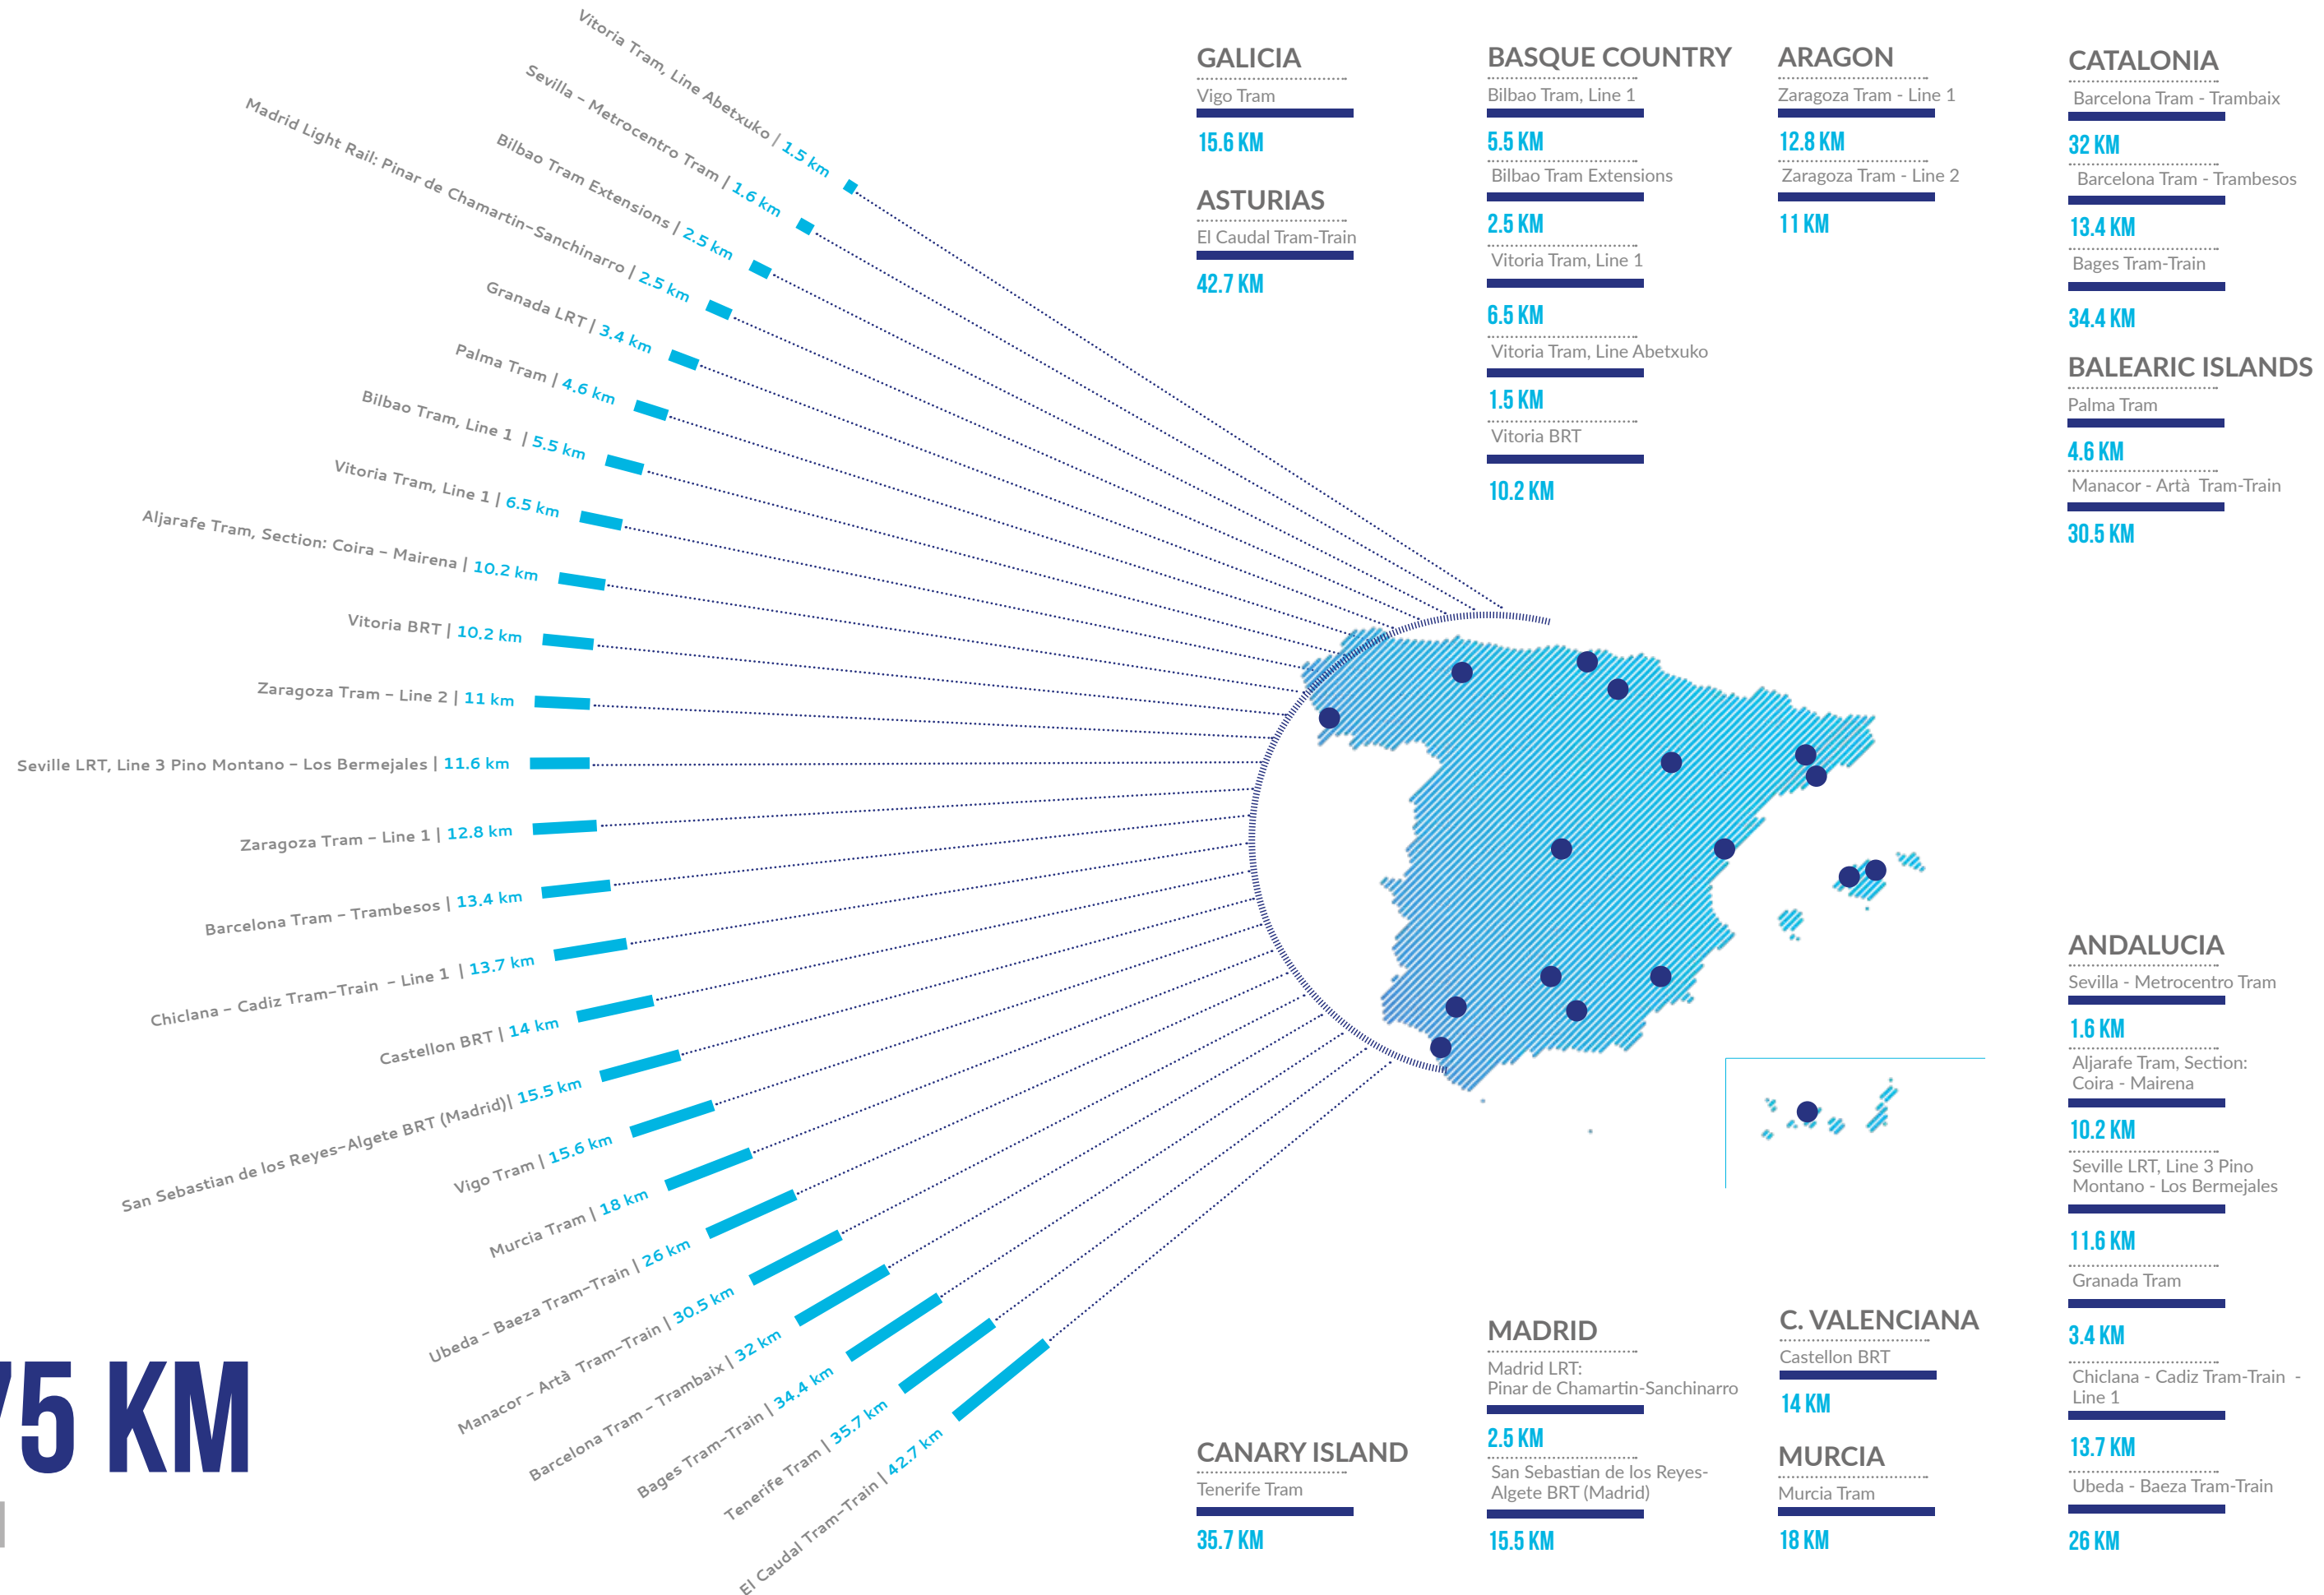 Vitoria Tram, Line Abetxuko | 1.5 km
Sevilla - Metrocentro Tram | 1.6 km
Bilbao Tram Extensions | 2.5 km
Madrid Light Rail: Pinar de Chamartin-Sanchinarro | 2.5 km
Granada LRT | 3.4 km
Palma Tram | 4.6 km
Bilbao Tram, Line 1 | 5.5 km
Vitoria Tram, Line 1 | 6.5 km
Aljarafe Tram, Section: Coira - Mairena | 10.2 km
Vitoria BRT | 10.2 km
Zaragoza Tram - Line 2 | 11 km
Seville LRT, Line 3 Pino Montano - Los Bermejales | 11.6 km
Zaragoza Tram - Line 1 | 12.8 km
Barcelona Tram - Trambesos | 13.4 km
Chiclana - Cadiz Tram-Train - Line 1 | 13.7 km
Castellon BRT | 14 km
San Sebastian de los Reyes-Algete BRT (Madrid)| 15.5 km
Vigo Tram | 15.6 km
Murcia Tram | 18 km
Ubeda - Baeza Tram-Train | 26 km
Manacor - Artà Tram-Train | 30.5 km
Barcelona Tram - Trambaix | 32 km
Bages Tram-Train | 34.4 km
Tenerife Tram | 35.7 km
El Caudal Tram-Train | 42.7 km
75 KM
GALICIA
Vigo Tram
15.6 KM
ASTURIAS
El Caudal Tram-Train
42.7 KM
BASQUE COUNTRY
Bilbao Tram, Line 1
5.5 KM
Bilbao Tram Extensions
2.5 KM
Vitoria Tram, Line 1
6.5 KM
Vitoria Tram, Line Abetxuko
1.5 KM
Vitoria BRT
10.2 KM
ARAGON
Zaragoza Tram - Line 1
12.8 KM
Zaragoza Tram - Line 2
11 KM
CATALONIA
Barcelona Tram - Trambaix
32 KM
Barcelona Tram - Trambesos
13.4 KM
Bages Tram-Train
34.4 KM
BALEARIC ISLANDS
Palma Tram
4.6 KM
Manacor - Artà Tram-Train
30.5 KM
CANARY ISLAND
Tenerife Tram
35.7 KM
MADRID
Madrid LRT:
Pinar de Chamartin-Sanchinarro
2.5 KM
San Sebastian de los Reyes-
Algete BRT (Madrid)
15.5 KM
C. VALENCIANA
Castellon BRT
14 KM
MURCIA
Murcia Tram
18 KM
ANDALUCIA
Sevilla - Metrocentro Tram
1.6 KM
Aljarafe Tram, Section:
Coira - Mairena
10.2 KM
Seville LRT, Line 3 Pino
Montano - Los Bermejales
11.6 KM
Granada Tram
3.4 KM
Chiclana - Cadiz Tram-Train -
Line 1
13.7 KM
Ubeda - Baeza Tram-Train
26 KM